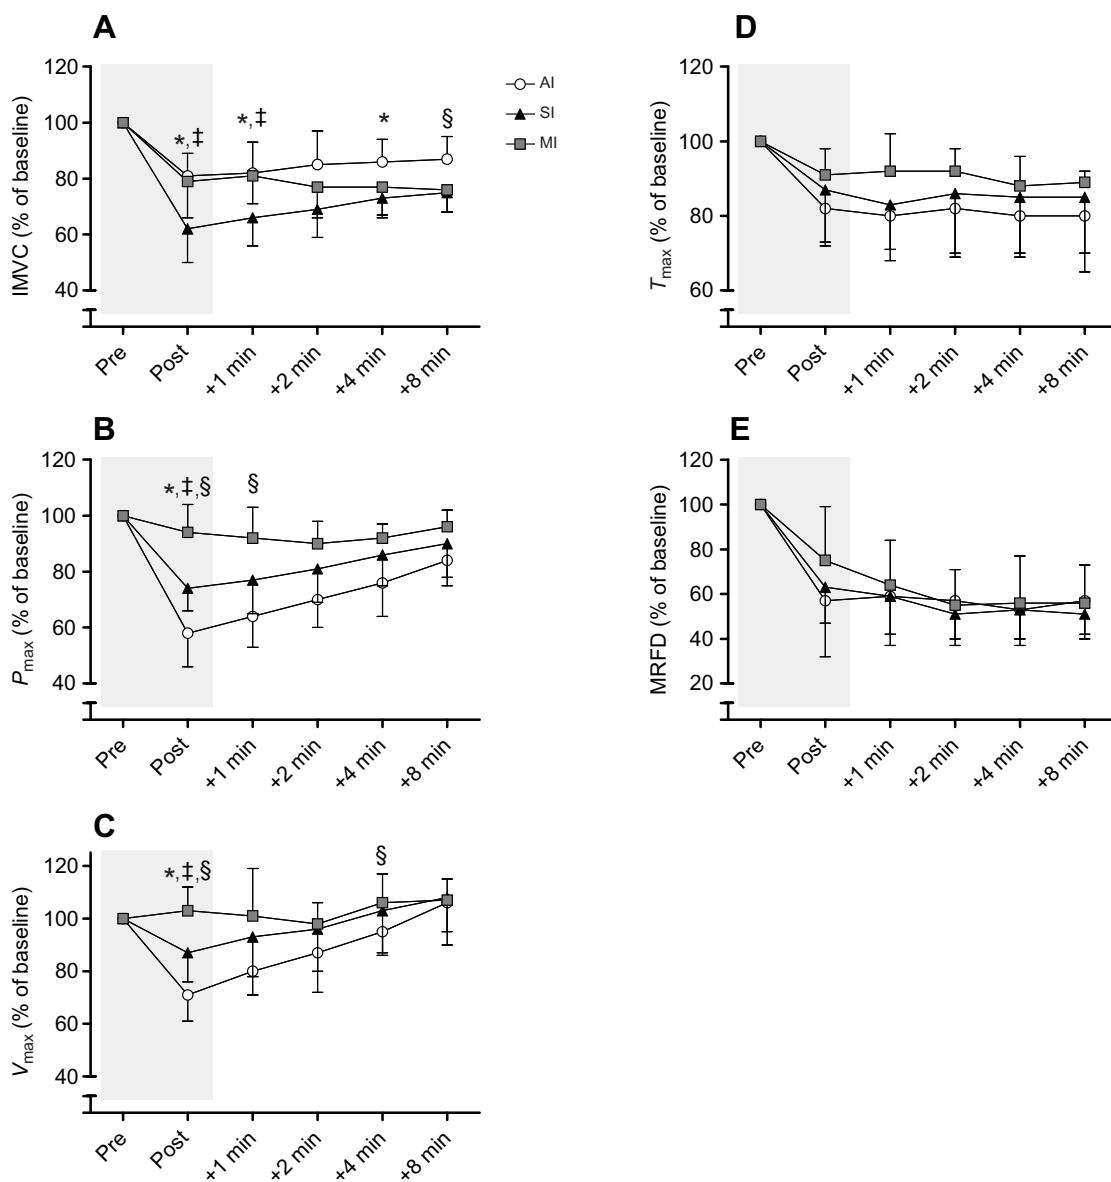 A
IMVC (% of baseline)
120
100
80
60
40
*,‡
*,‡
*
§
Pre
Post
+1 min
+2 min
+4 min
+8 min
AI
SI
MI
D
Tmax (% of baseline)
120
100
80
60
Pre
Post
+1 min
+2 min
+4 min
+8 min
B
Pmax (% of baseline)
120
100
80
60
40
*,‡,§
§
Pre
Post
+1 min
+2 min
+4 min
+8 min
E
MRFD (% of baseline)
120
100
80
60
40
20
Pre
Post
+1 min
+2 min
+4 min
+8 min
C
Vmax (% of baseline)
120
100
80
60
40
*,‡,§
§
Pre
Post
+1 min
+2 min
+4 min
+8 min